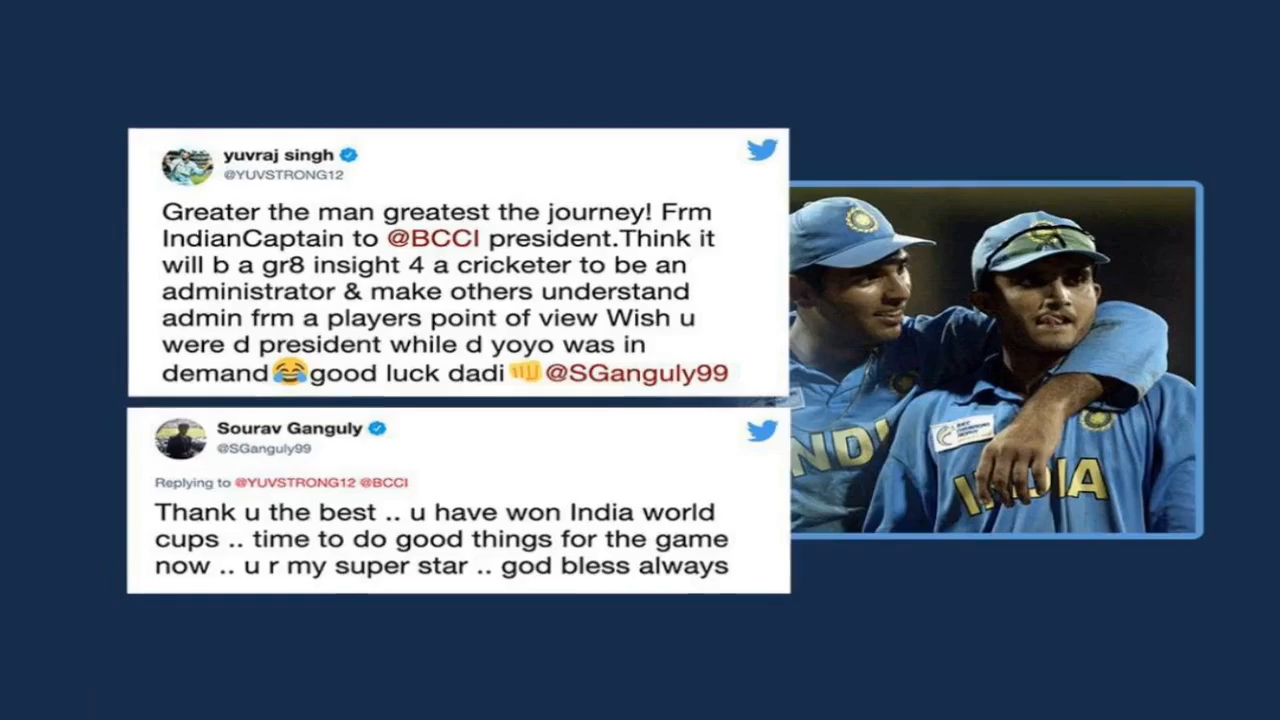 yuvraj singh
@YUVSTRONG12
Greater the man greatest the journey! Frm
IndianCaptain to @BCCI president.Think it
will b a gr8 insight 4 a cricketer to be an
administrator & make others understand
admin frm a players point of view Wish u
were d president while d yoyo was in
demand😂good luck dadi👊@SGanguly99
Sourav Ganguly
@SGanguly99
Replying to @YUVSTRONG12 @BCCI
Thank u the best .. u have won India world
cups .. time to do good things for the game
now .. u r my super star .. god bless always
INDI
INDIA